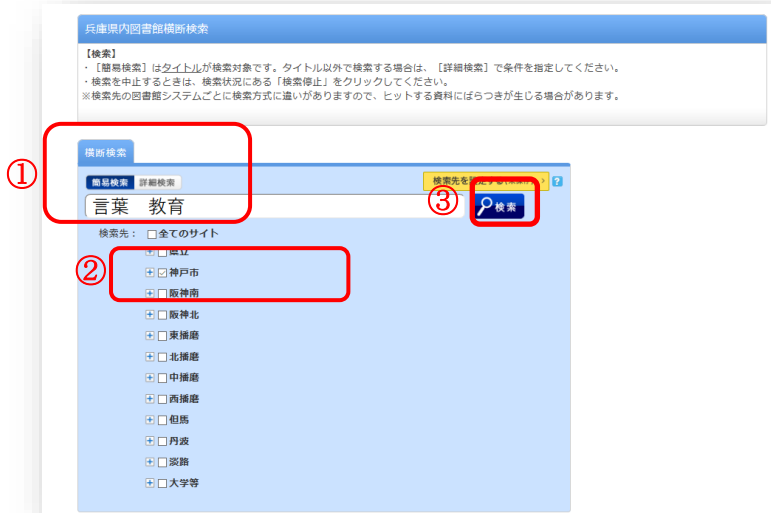 兵庫県内図書館横断検索
【検索】
・［簡易検索］はタイトルが検索対象です。タイトル以外で検索する場合は、［詳細検索］で条件を指定してください。
・検索を中止するときは、検索状況にある「検索停止」をクリックしてください。
※検索先の図書館システムごとに検索方式に違いがありますので、ヒットする資料にばらつきが生じる場合があります。
①
横断検索
簡易検索 詳細検索
検索先を設定する
?
言葉 教育
③
検索
検索先： 全てのサイト
県立
②
神戸市
阪神南
阪神北
東播磨
北播磨
中播磨
西播磨
但馬
丹波
淡路
大学等